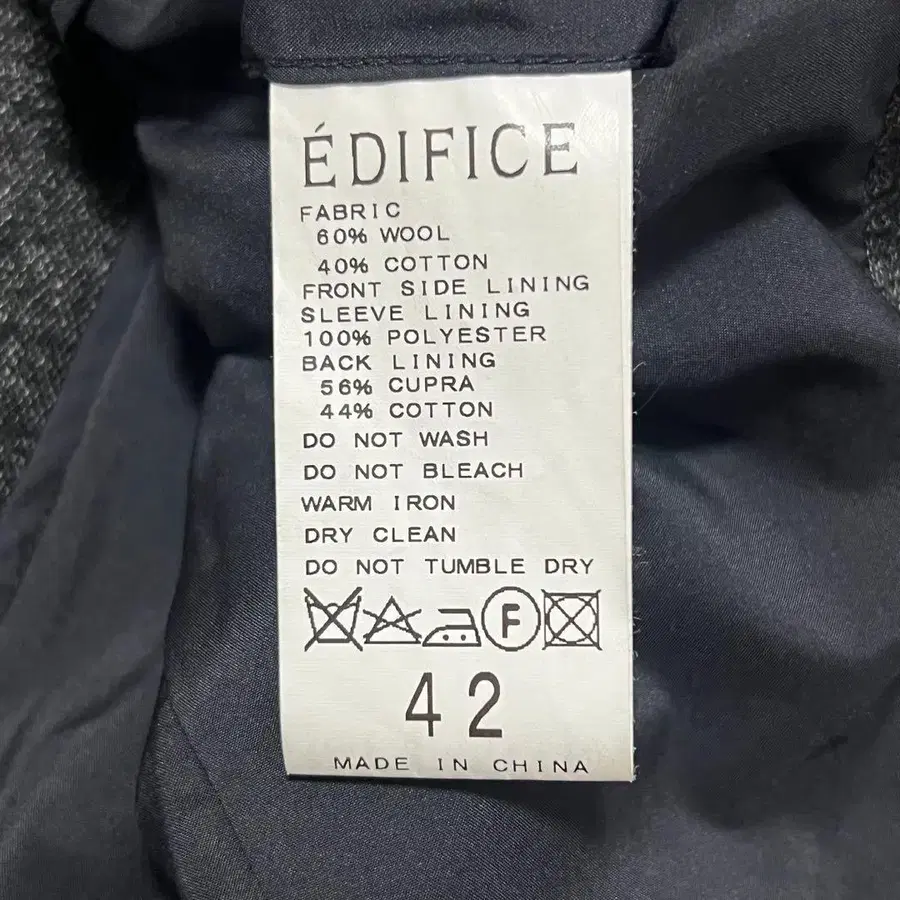 ÉDIFICE
FABRIC
60% WOOL
40% COTTON
FRONT SIDE LINING
SLEEVE LINING
100% POLYESTER
BACK LINING
56% CUPRA
44% COTTON
DO NOT WASH
DO NOT BLEACH
WARM IRON
DRY CLEAN
DO NOT TUMBLE DRY
F
42
MADE IN CHINA